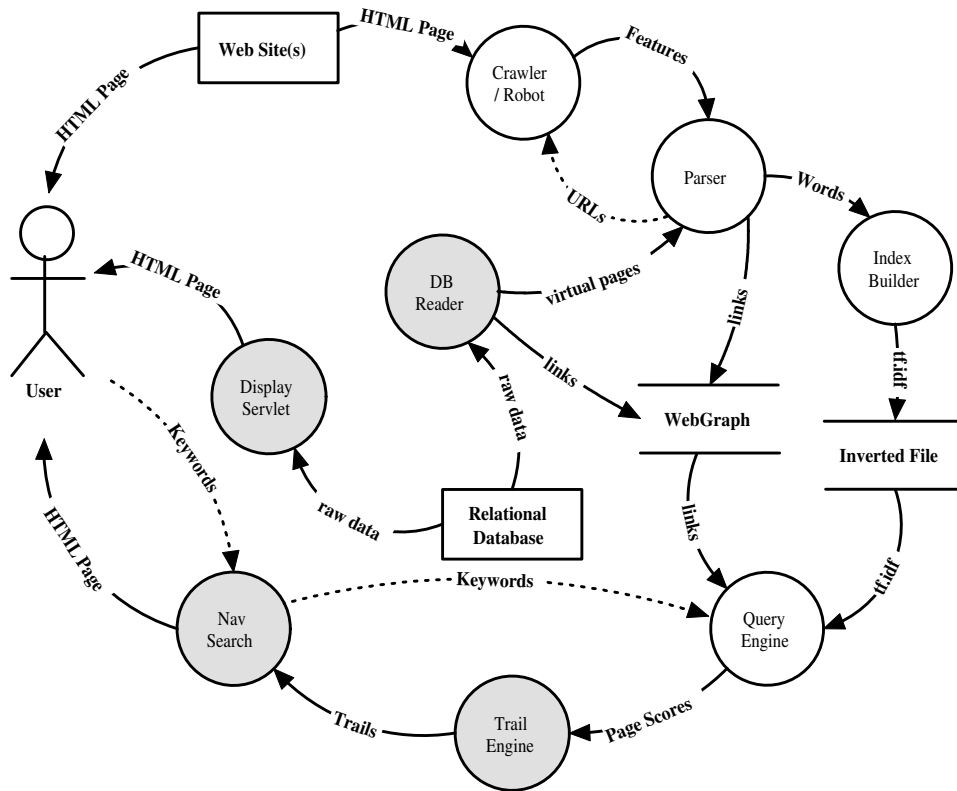 HTML Page
Web Site(s)
HTML Page
Crawler
/ Robot
Features
Parser
Words
URLs
Index
Builder
HTML Page
DB
Reader
virtual pages
links
User
Display
Servlet
links
raw data
WebGraph
tf.idf
Inverted File
Keywords
raw data
Relational
Database
links
tf.idf
HTML Page
Nav
Search
Keywords
Query
Engine
Trails
Trail
Engine
Page Scores